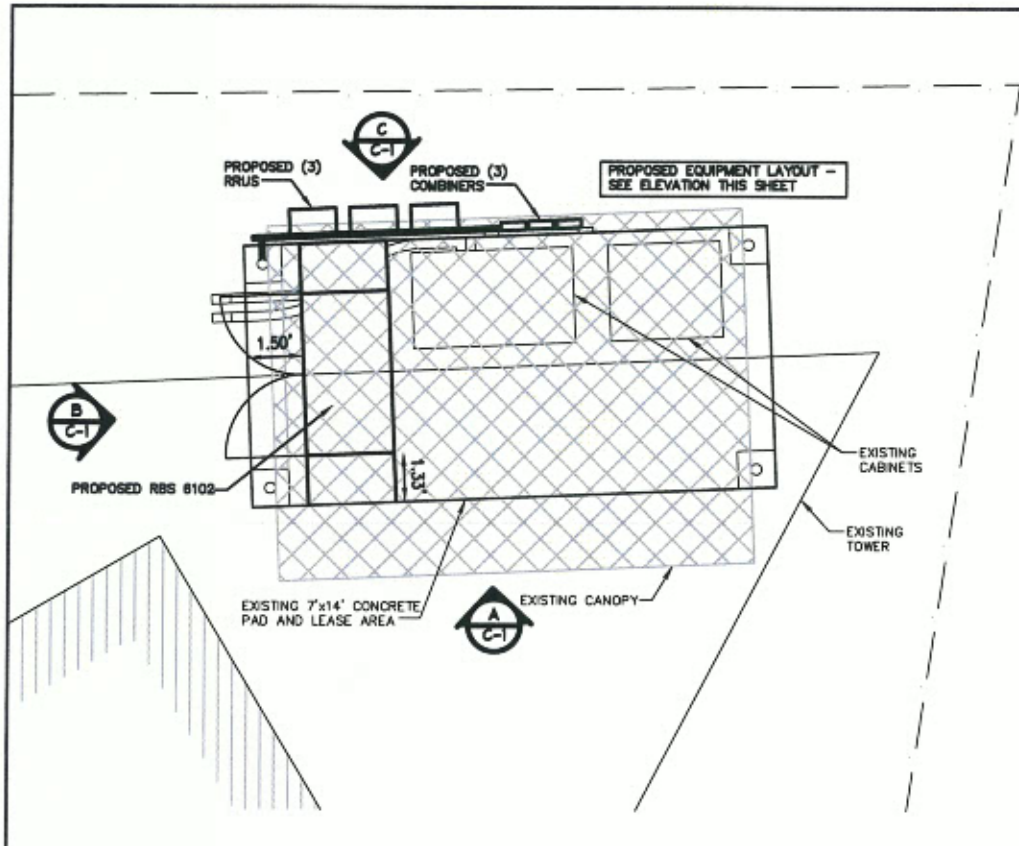 C
C-1
PROPOSED (3)
RRUS
PROPOSED (3)
COMBINERS
PROPOSED EQUIPMENT LAYOUT –
SEE ELEVATION THIS SHEET
1.50'
B
C-1
1.33'
PROPOSED RBS 6102
EXISTING
CABINETS
EXISTING
TOWER
EXISTING 7'x14' CONCRETE
PAD AND LEASE AREA
A
C-1
EXISTING CANOPY